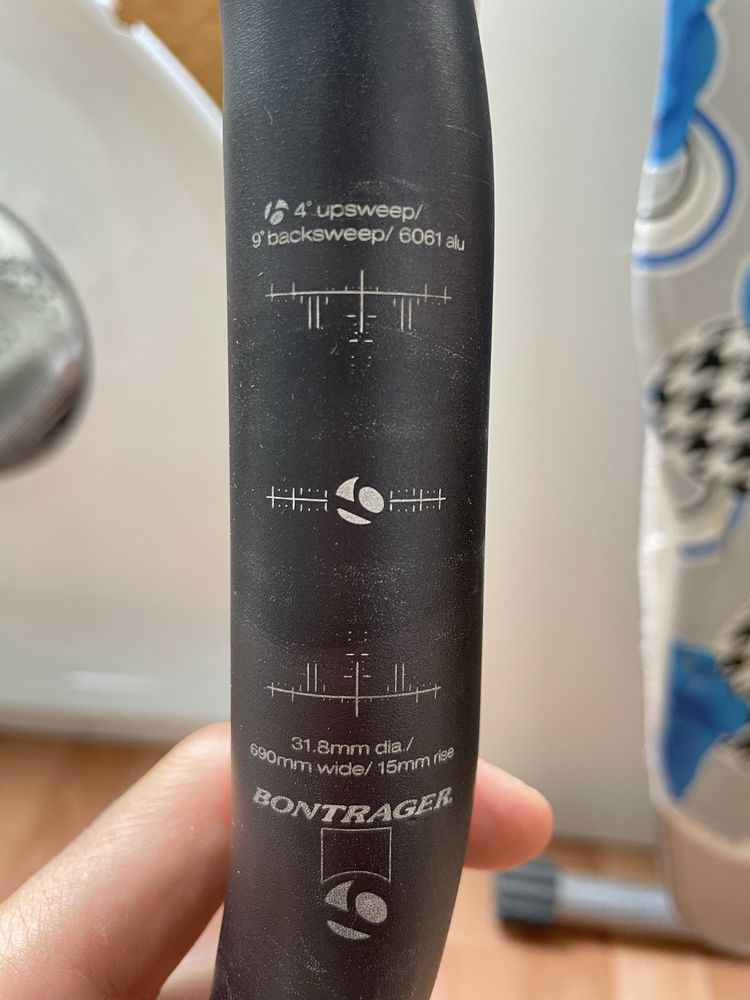 4° upsweep/
9° backsweep/ 6061 alu
31.8mm dia./
690mm wide/ 15mm rise
BONTRAGER